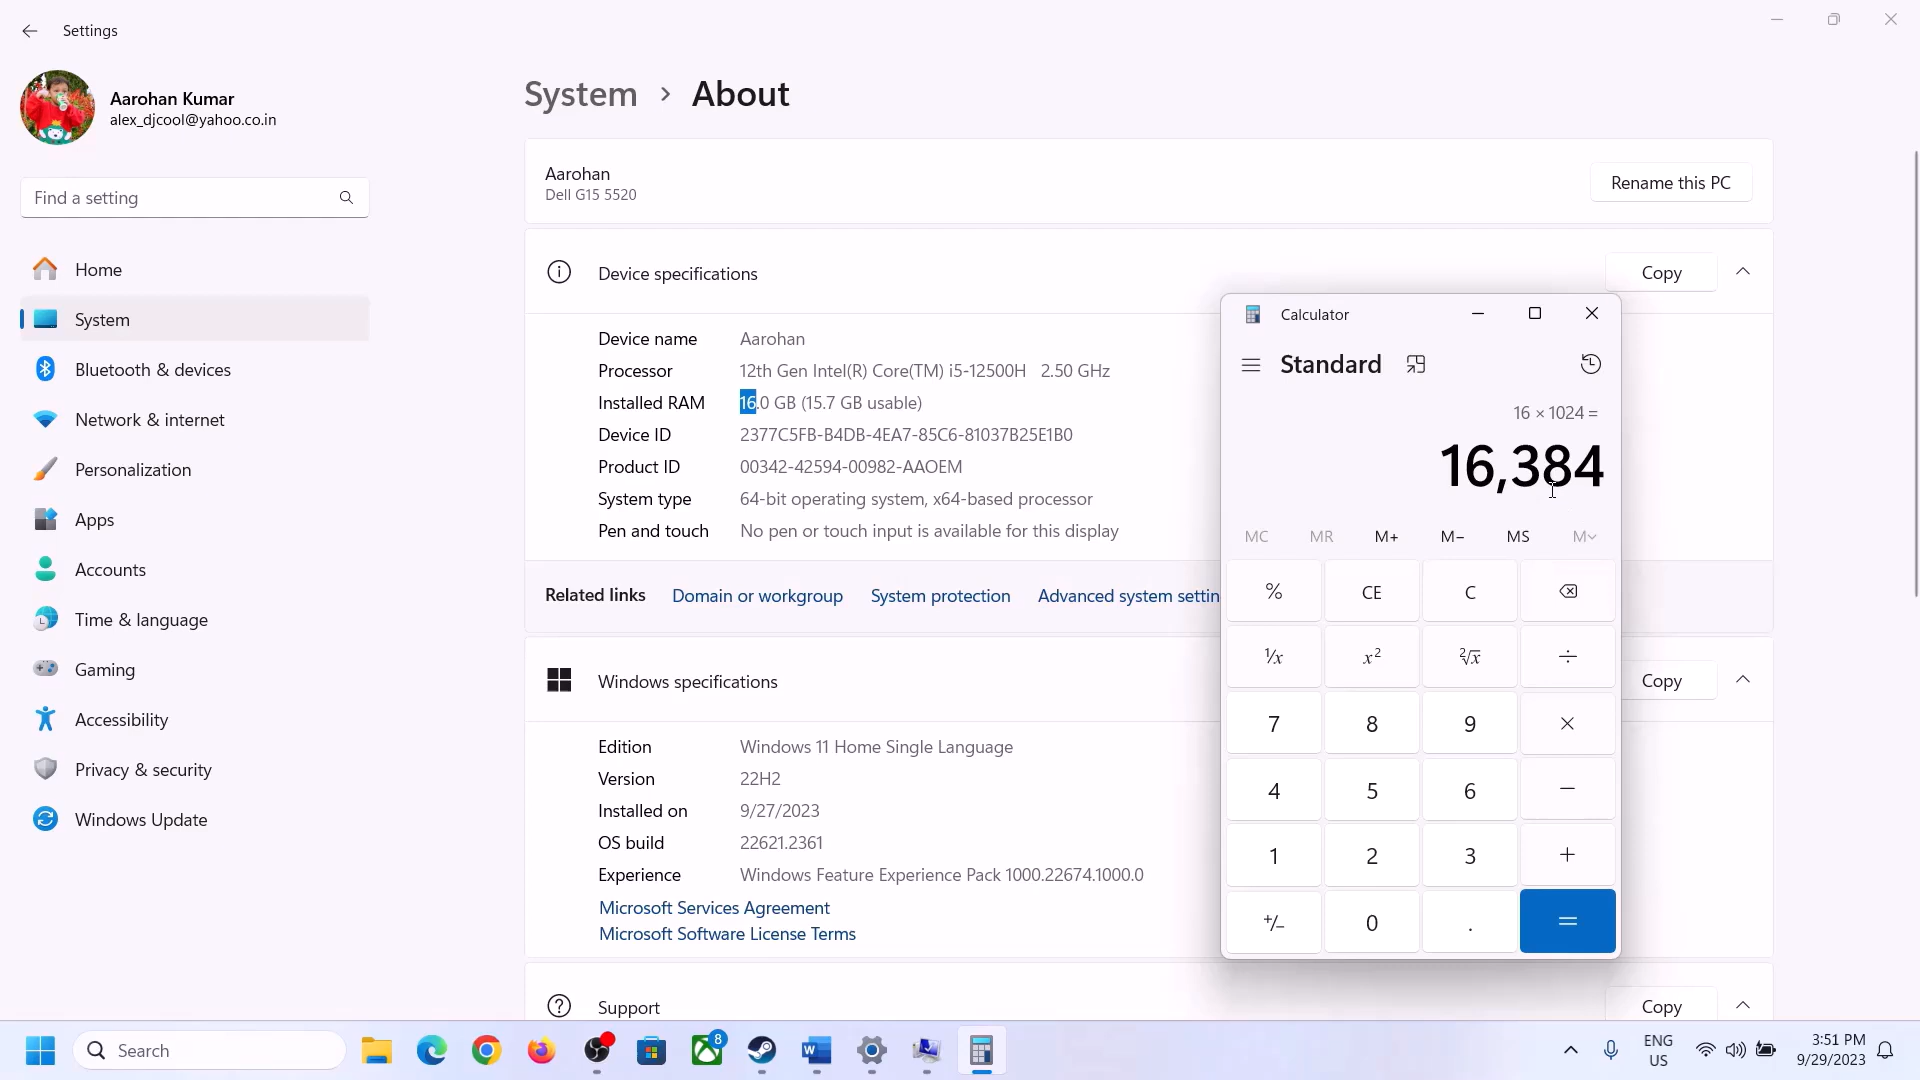 Settings
Aarohan Kumar
alex_djcool@yahoo.co.in
Find a setting
Home
System
Bluetooth & devices
Network & internet
Personalization
Apps
Accounts
Time & language
Gaming
Accessibility
Privacy & security
Windows Update
System > About
Aarohan
Dell G15 5520
Rename this PC
Device specifications
Copy
Device name Aarohan
Processor 12th Gen Intel(R) Core(TM) i5-12500H 2.50 GHz
Installed RAM 16.0 GB (15.7 GB usable)
Device ID 2377C5FB-B4DB-4EA7-85C6-81037B25E1B0
Product ID 00342-42594-00982-AAOEM
System type 64-bit operating system, x64-based processor
Pen and touch No pen or touch input is available for this display
Related links Domain or workgroup System protection Advanced system settin
Windows specifications
Copy
Edition Windows 11 Home Single Language
Version 22H2
Installed on 9/27/2023
OS build 22621.2361
Experience Windows Feature Experience Pack 1000.22674.1000.0
Microsoft Services Agreement
Microsoft Software License Terms
Support
Copy
Calculator
Standard
16 × 1024 =
16,384
MC MR M+ M− MS M
% CE C
⅟x x² ²√x ÷
7 8 9 ×
4 5 6 −
1 2 3 +
+/− 0 . =
Search
8
ENG
US
3:51 PM
9/29/2023